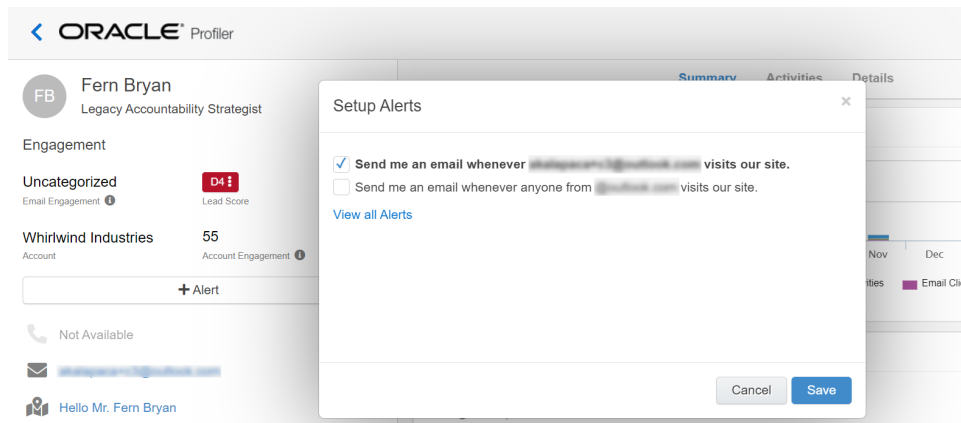 ORACLE® Profiler
FB
Fern Bryan
Legacy Accountability Strategist
Engagement
Uncategorized
Email Engagement
D4
Lead Score
Whirlwind Industries
Account
55
Account Engagement
+ Alert
Not Available
Hello Mr. Fern Bryan
Summary Activities Details
Setup Alerts
×
Send me an email whenever visits our site.
Send me an email whenever anyone from visits our site.
View all Alerts
Cancel Save
Nov Dec
ities Email Cli